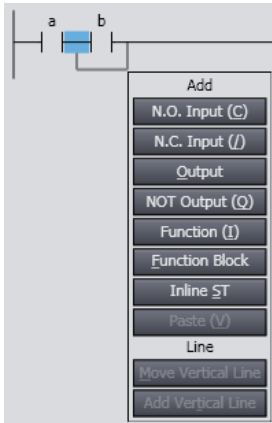 a b
Add
N.O. Input (C)
N.C. Input (/)
Output
NOT Output (Q)
Function (I)
Function Block
Inline ST
Paste (V)
Line
Move Vertical Line
Add Vertical Line